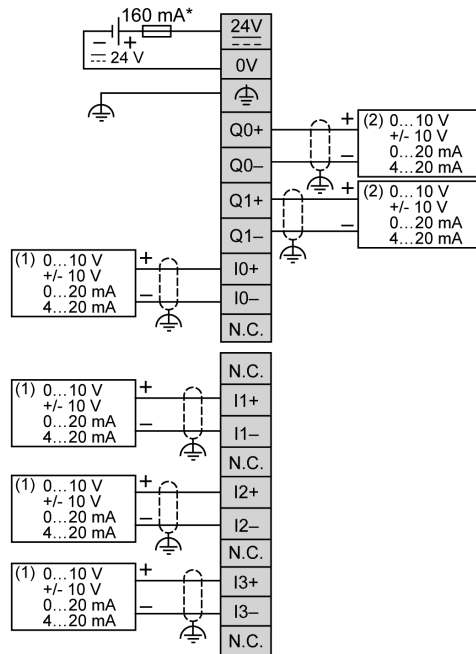 160 mA*
24V
– +
24 V
0V
Q0+
+ (2) 0...10 V
+/- 10 V
0...20 mA
4...20 mA
Q0–
–
Q1+
+ (2) 0...10 V
+/- 10 V
0...20 mA
4...20 mA
Q1–
–
(1) 0...10 V +
+/- 10 V
0...20 mA
4...20 mA –
I0+
I0–
N.C.
N.C.
(1) 0...10 V +
+/- 10 V
0...20 mA
4...20 mA –
I1+
I1–
N.C.
(1) 0...10 V +
+/- 10 V
0...20 mA
4...20 mA –
I2+
I2–
N.C.
(1) 0...10 V +
+/- 10 V
0...20 mA
4...20 mA –
I3+
I3–
N.C.